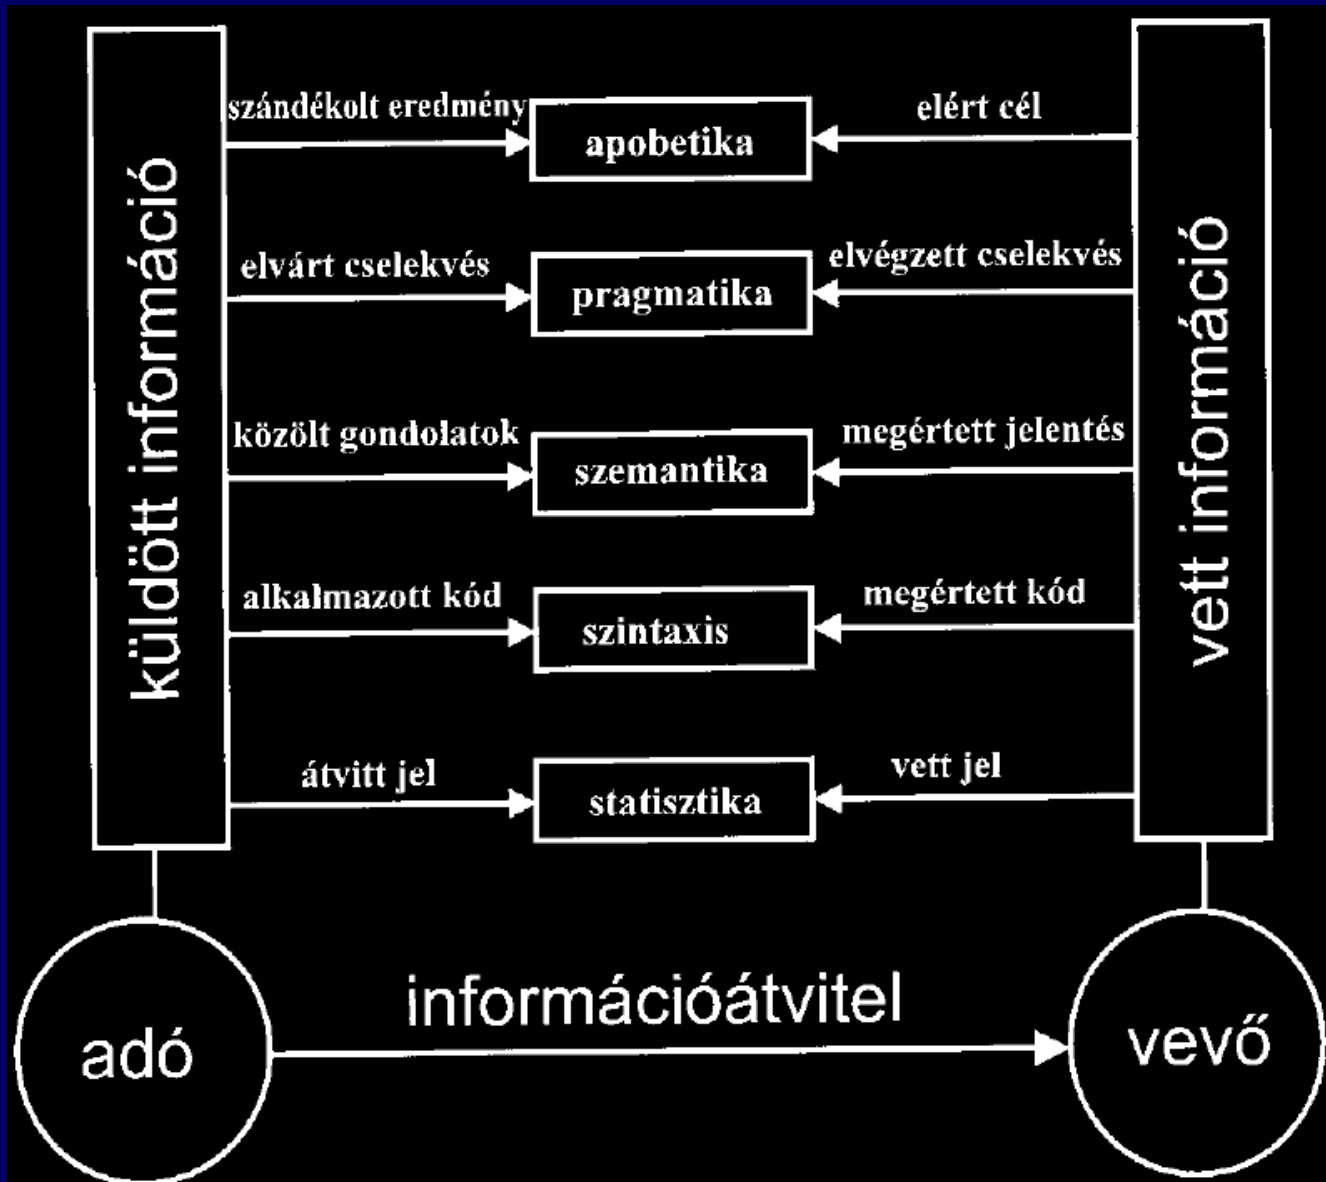 küldött információ
szándékolt eredmény
apobetika
elért cél
elvárt cselekvés
pragmatika
elvégzett cselekvés
közölt gondolatok
szemantika
megértett jelentés
alkalmazott kód
szintaxis
megértett kód
átvitt jel
statisztika
vett jel
vett információ
adó
információátvitel
vevő